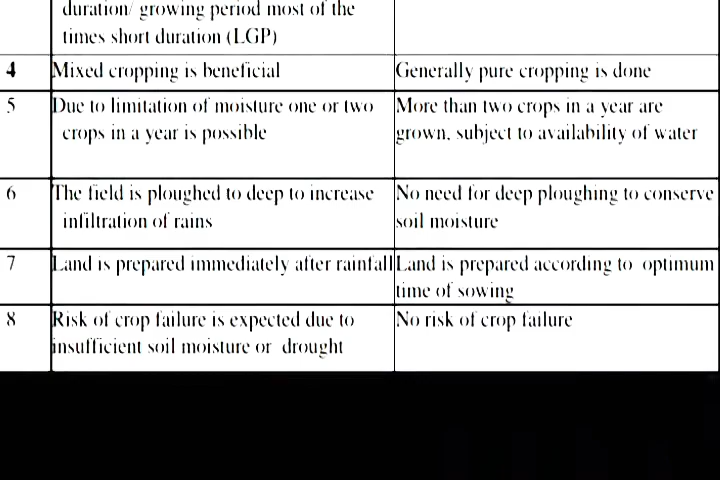 duration/ growing period most of the
times short duration (LGP)
4 Mixed cropping is beneficial Generally pure cropping is done
5 Due to limitation of moisture one or two More than two crops in a year are
crops in a year is possible grown, subject to availability of water
6 The field is ploughed to deep to increase No need for deep ploughing to conserve
infiltration of rains soil moisture
7 Land is prepared immediately after rainfall Land is prepared according to optimum
time of sowing
8 Risk of crop failure is expected due to No risk of crop failure
insufficient soil moisture or drought